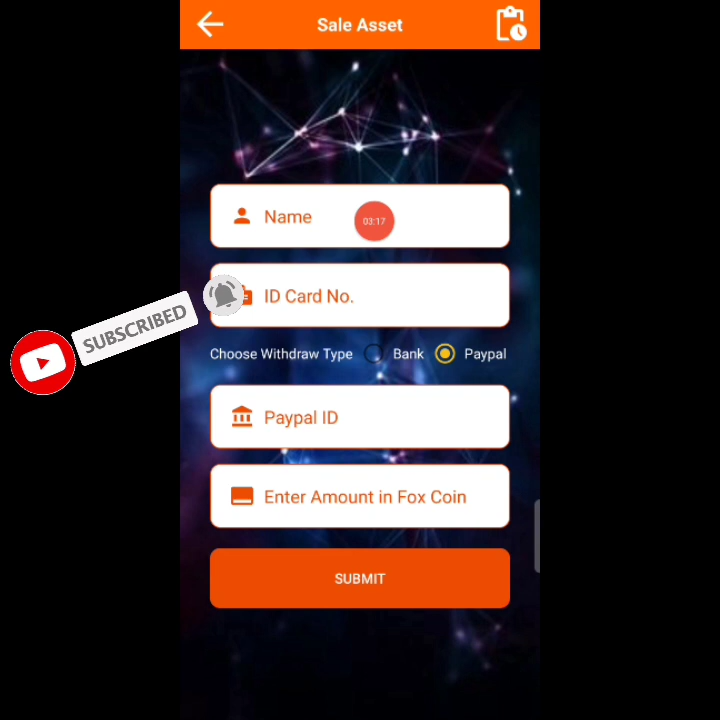 Sale Asset
Name
03:17
ID Card No.
SUBSCRIBED
Choose Withdraw Type Bank Paypal
Paypal ID
Enter Amount in Fox Coin
SUBMIT